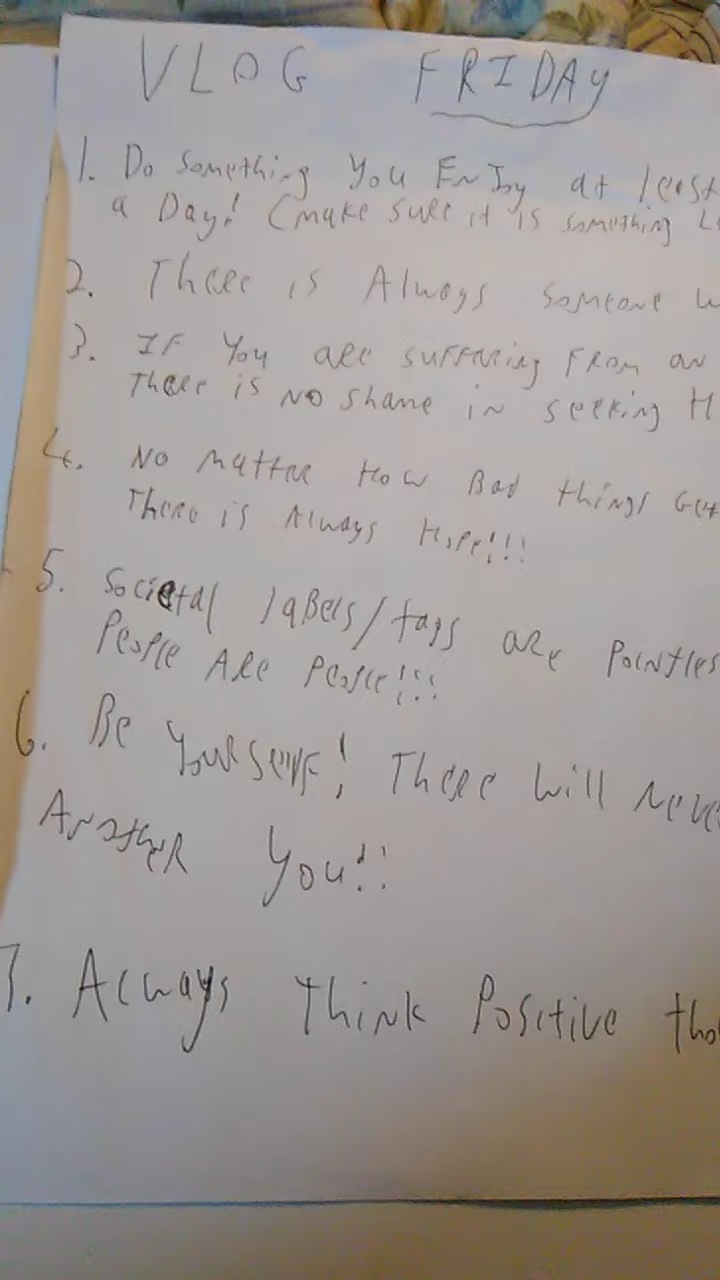 VLOG FRIDAY
1. Do Something You EnJoy at least
a Day! (make sure it is something
2. There is Always someone
3. IF You are suffering From an
There is NO shame in seeking
4. No matter How Bad things Get
There is Always Hope!!!
5. societal labels/tags are
People Are People!!!
6. Be Yourself! There will
Another You!!
7. Always Think Positive